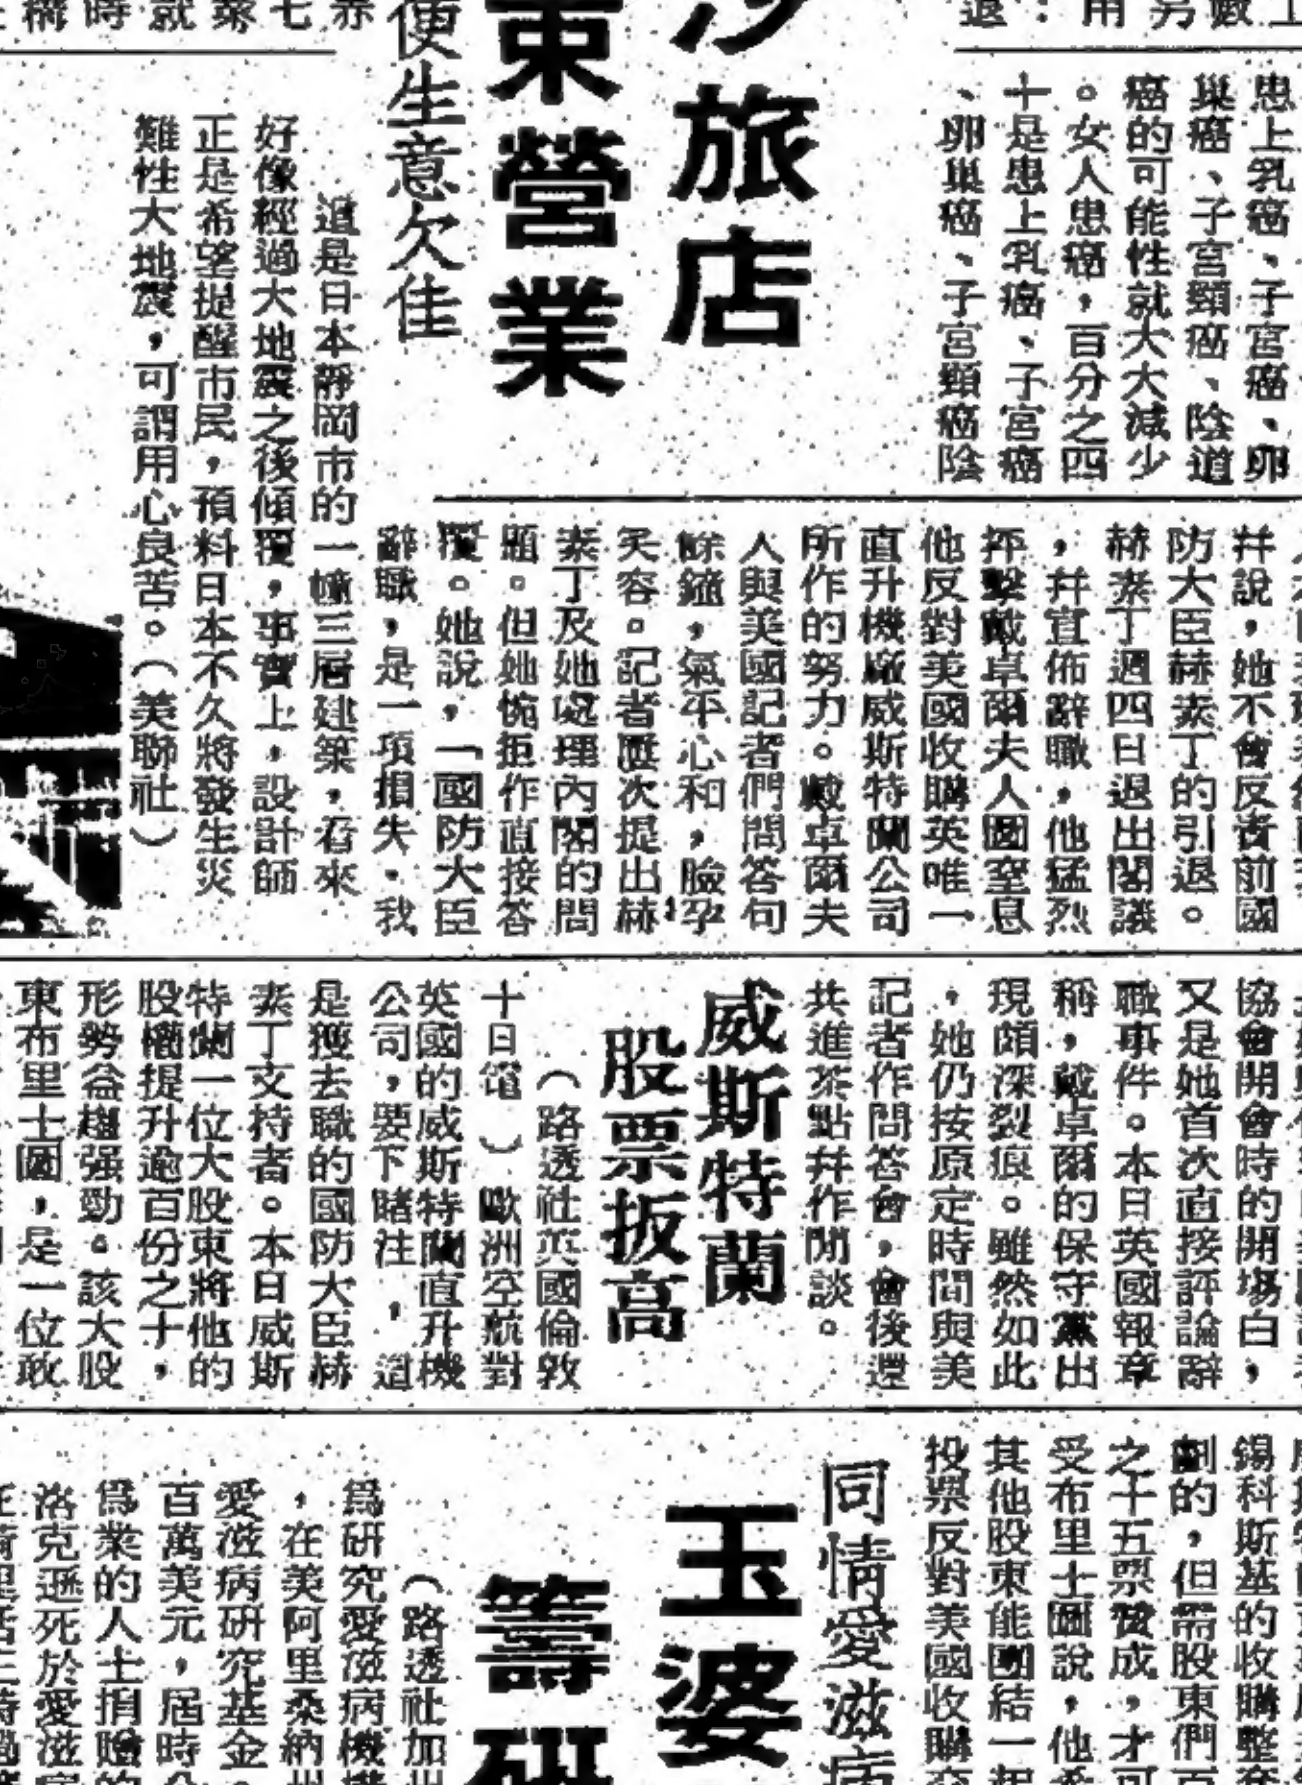 患上乳癌、子宮癌、卵
巢癌、子宮頸癌、陰道
癌的可能性就大大減少
。女人患癌，百分之四
十是患上乳癌、子宮癌
、卵巢癌、子宮頸癌陰
旅店
東營業
便生意欠佳
這是日本靜岡市的一幢三層建築，看來
好像經過大地震之後傾覆，事實上，設計師
正是希望提醒市民，預料日本不久將發生災
難性大地震，可謂用心良苦。（美聯社）
幷說，她不會反責前國
防大臣赫素丁的引退。
赫素丁週四日退出閣議
，幷宣佈辭職，他猛烈
抨擊戴卓爾夫人圖窒息
他反對美國收購英唯一
直升機廠威斯特蘭公司
所作的努力。戴卓爾夫
人與美國記者們問答句
餘鐘，氣平心和，臉孕
笑容。記者屢次提出赫
素丁及她處理內閣的問
題。但她惋拒作直接答
覆。她說，「國防大臣
辭職，是一項損失，我
協會開會時的開場白，
又是她首次直接評論辭
職事件。本日英國報章
稱，戴卓爾的保守黨出
現頗深裂痕。雖然如此
，她仍按原定時間與美
記者作問答會，會後還
共進茶點幷作閒談。
威斯特蘭
股票扳高
（路透社英國倫敦
十日電）歐洲空航對
英國的威斯特蘭直升機
公司，要下賭注，這
是獲去職的國防大臣赫
素丁支持者。本日威斯
特蘭一位大股東將他的
股權提升逾百份之十，
形勢益趨强勁。該大股
東布里士圖，是一位敢
錫科斯基的收購整套
劃的，但需股東們百
之十五票贊成，才可
受布里士圖說，他希
其他股東能團結一起
投票反對美國收購
同情愛滋病
玉婆
籌研
（路透社加州
爲研究愛滋病機構
，在美阿里桑納州
愛滋病研究基金。
百萬美元，屆時
爲業的人士捐贈的
洛克遜死於愛滋病